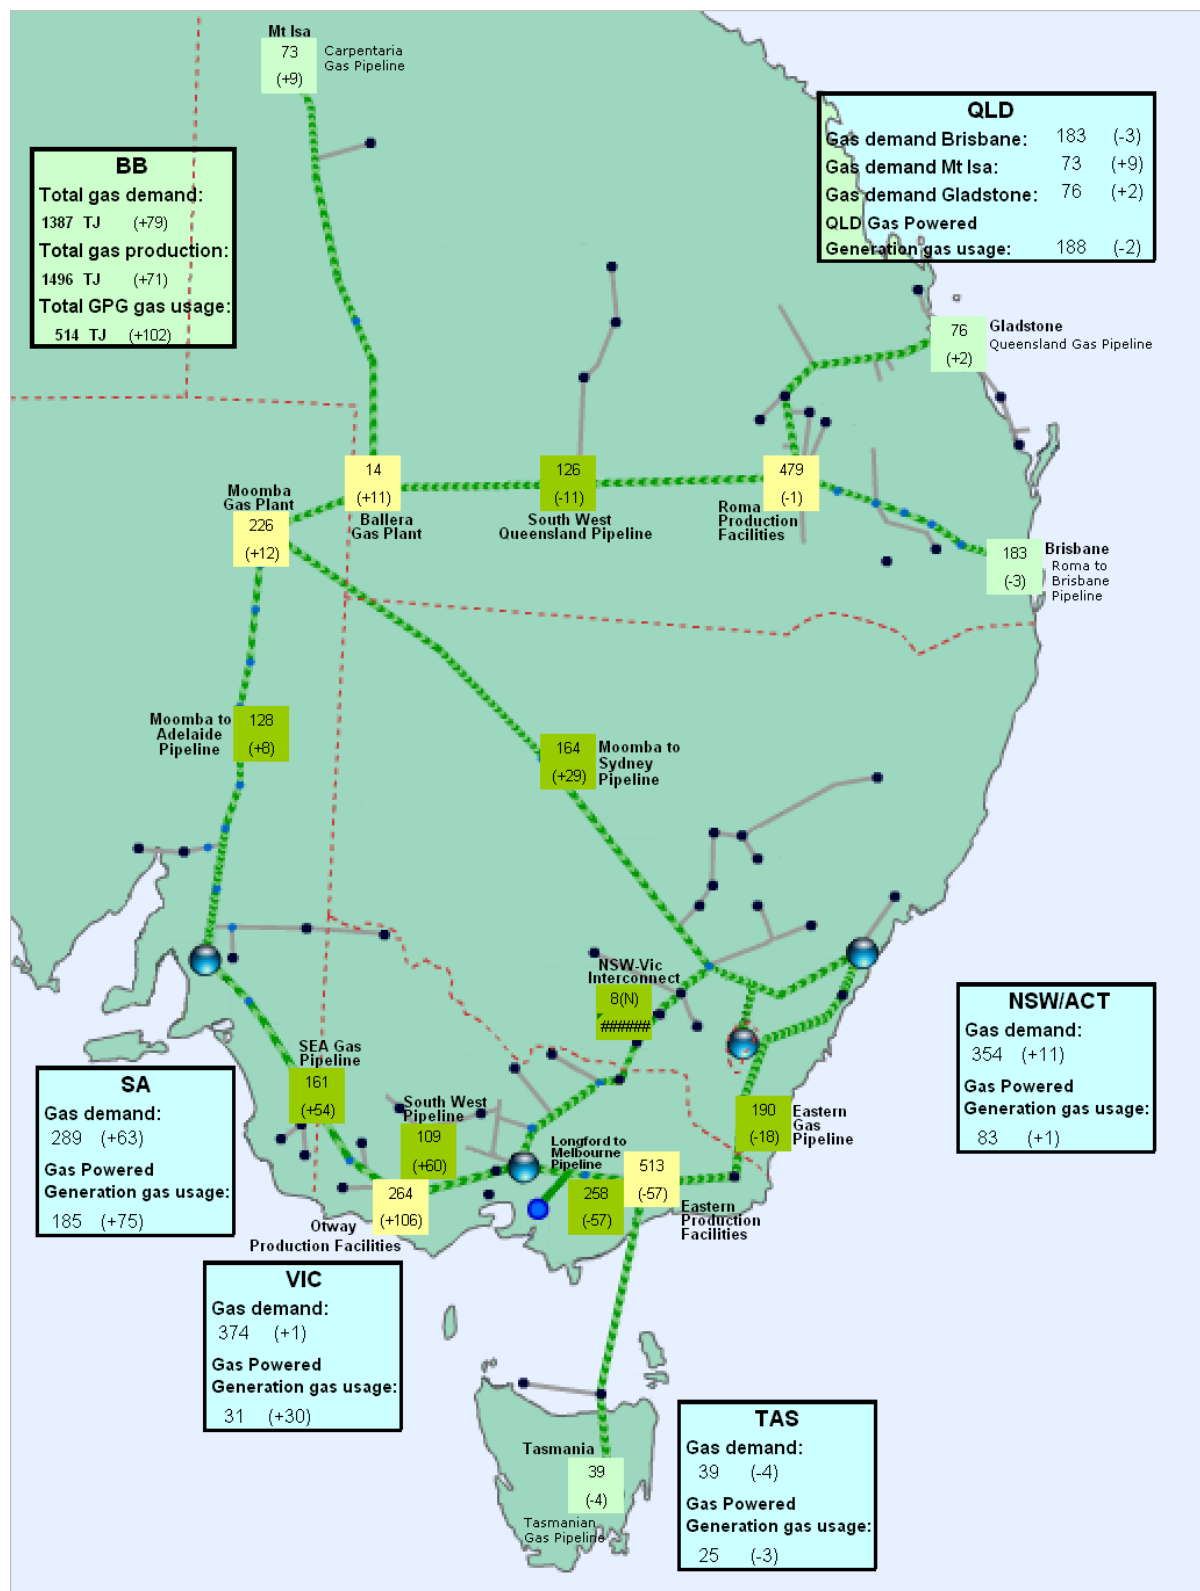 Mt Isa
73
(+9)
Carpentaria
Gas Pipeline
BB
Total gas demand:
1387 TJ (+79)
Total gas production:
1496 TJ (+71)
Total GPG gas usage:
514 TJ (+102)
QLD
Gas demand Brisbane: 183 (-3)
Gas demand Mt Isa: 73 (+9)
Gas demand Gladstone: 76 (+2)
QLD Gas Powered
Generation gas usage: 188 (-2)
76
(+2)
Gladstone
Queensland Gas Pipeline
14
(+11)
Ballera
Gas Plant
126
(-11)
South West
Queensland Pipeline
479
(-1)
Roma
Production
Facilities
Moomba
Gas Plant
226
(+12)
183
(-3)
Brisbane
Roma to
Brisbane
Pipeline
Moomba to
Adelaide
Pipeline
128
(+8)
164
(+29)
Moomba to
Sydney
Pipeline
NSW-Vic
Interconnect
8(N)
######
NSW/ACT
Gas demand:
354 (+11)
Gas Powered
Generation gas usage:
83 (+1)
SEA Gas
Pipeline
161
(+54)
SA
Gas demand:
289 (+63)
Gas Powered
Generation gas usage:
185 (+75)
South West
Pipeline
109
(+60)
190
(-18)
Eastern
Gas
Pipeline
Longford to
Melbourne
Pipeline
258
(-57)
513
(-57)
Eastern
Production
Facilities
264
(+106)
Otway
Production Facilities
VIC
Gas demand:
374 (+1)
Gas Powered
Generation gas usage:
31 (+30)
Tasmania
39
(-4)
Tasmanian
Gas Pipeline
TAS
Gas demand:
39 (-4)
Gas Powered
Generation gas usage:
25 (-3)